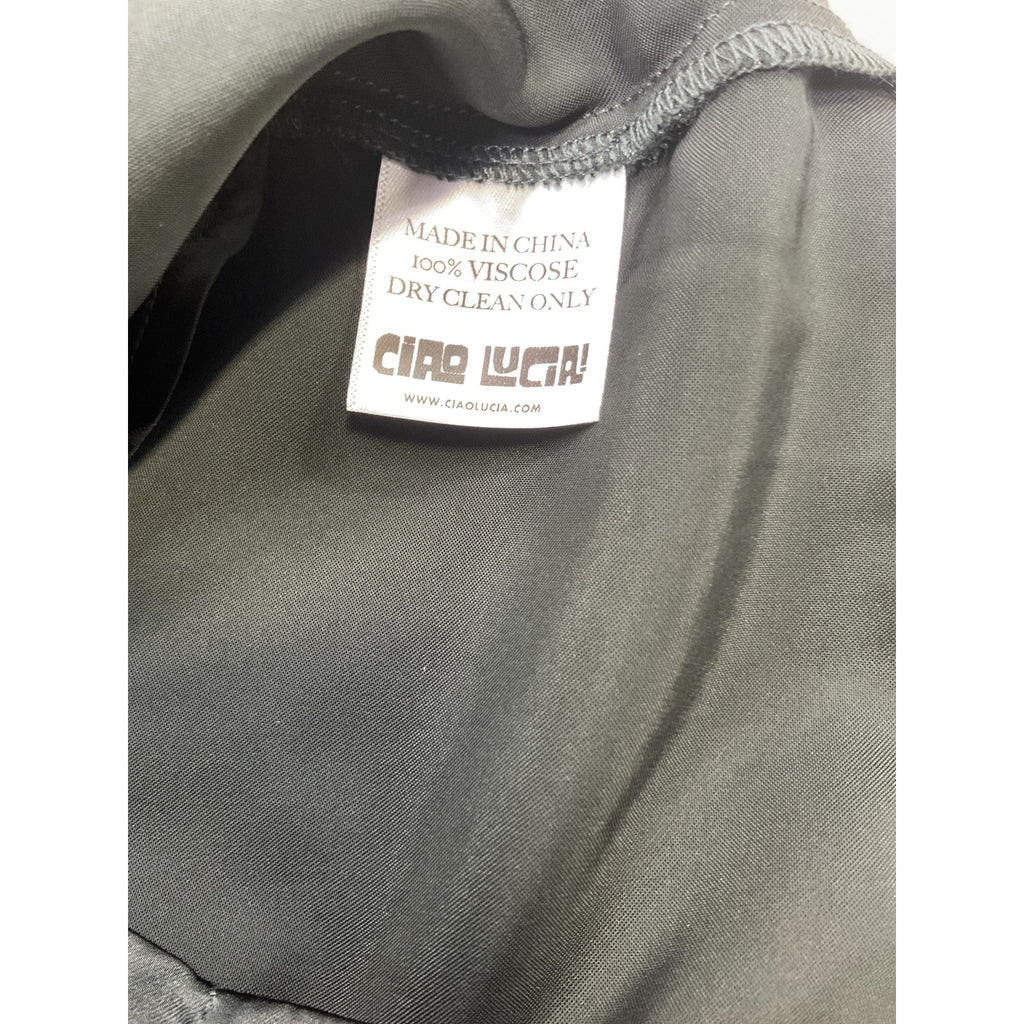 MADE IN CHINA
100% VISCOSE
DRY CLEAN ONLY
CIAO LUCIA!
WWW.CIAOLUCIA.COM